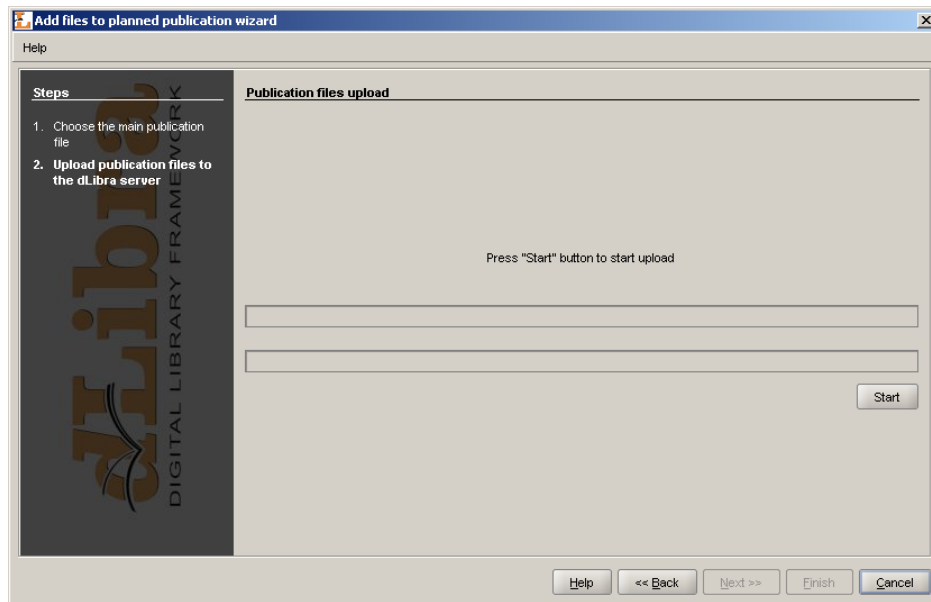 Add files to planned publication wizard
Help
Steps
1. Choose the main publication
file
2. Upload publication files to
the dLibra server
dLibra
DIGITAL LIBRARY FRAMEWORK
Publication files upload
Press "Start" button to start upload
Start
Help
<< Back
Next >>
Finish
Cancel